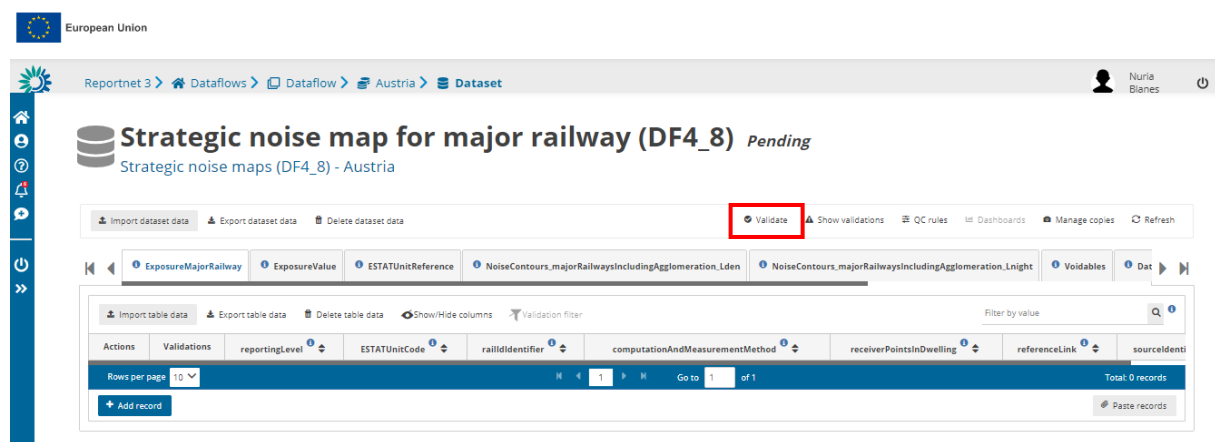 European Union
Reportnet 3 Dataflows Dataflow Austria Dataset
Nuria
Blanes
Strategic noise map for major railway (DF4_8) Pending
Strategic noise maps (DF4_8) - Austria
Import dataset data Export dataset data Delete dataset data Validate Show validations QC rules Dashboards Manage copies Refresh
ExposureMajorRailway ExposureValue ESTATUnitReference NoiseContours_majorRailwaysIncludingAgglomeration_Lden NoiseContours_majorRailwaysIncludingAgglomeration_Lnight Voidables Dat
Import table data Export table data Delete table data Show/Hide columns Validation filter Filter by value
Actions Validations reportingLevel ESTATUnitCode railIdIdentifier computationAndMeasurementMethod receiverPointsInDwelling referenceLink sourceIdenti
Rows per page 10 1 Go to 1 of 1 Total: 0 records
Add record Paste records